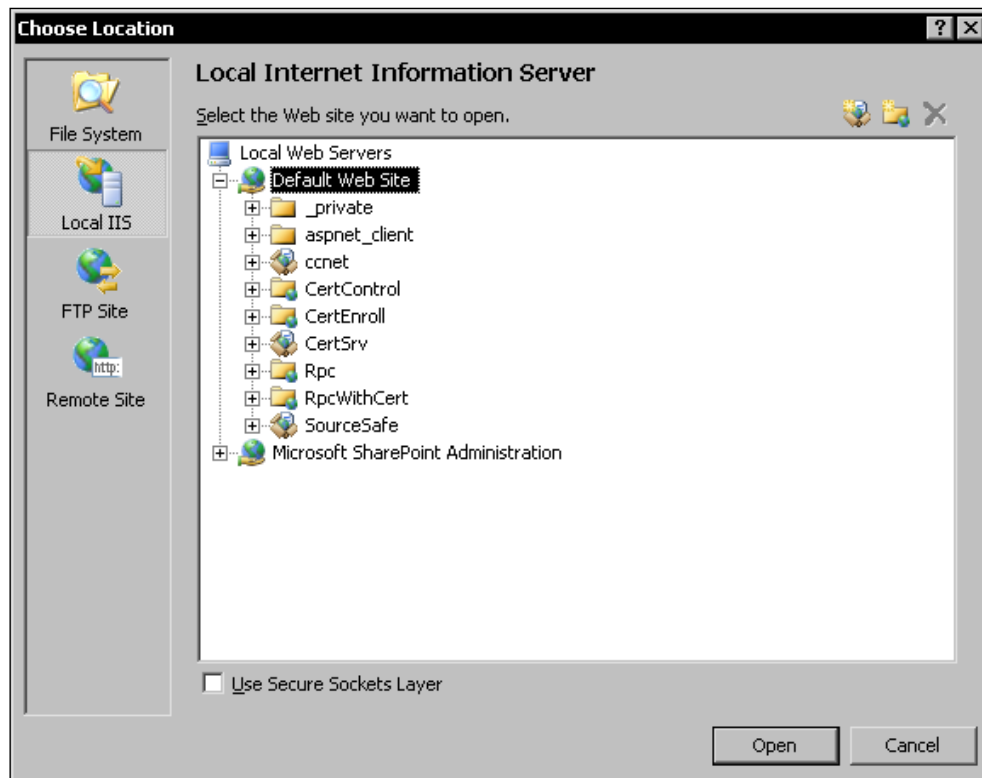 Choose Location
File System
Local IIS
FTP Site
http:
Remote Site
Local Internet Information Server
Select the Web site you want to open.
Local Web Servers
Default Web Site
_private
aspnet_client
ccnet
CertControl
CertEnroll
CertSrv
Rpc
RpcWithCert
SourceSafe
Microsoft SharePoint Administration
Use Secure Sockets Layer
Open Cancel